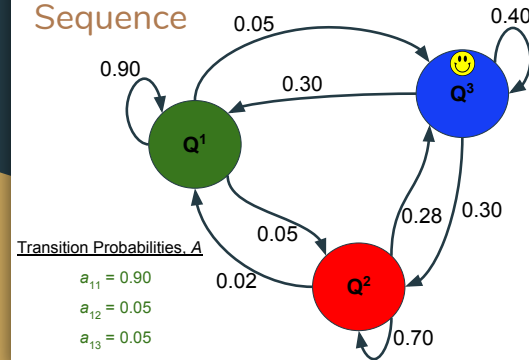 Sequence
0.05
0.40
0.90
0.30
Q³
Q¹
0.28
0.30
0.05
Transition Probabilities, A
0.02
a₁₁ = 0.90
Q²
a₁₂ = 0.05
a₁₃ = 0.05
0.70